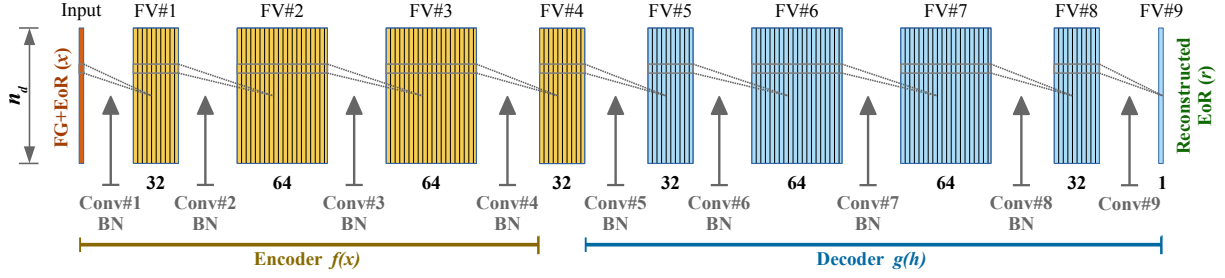 Input FV#1 FV#2 FV#3 FV#4 FV#5 FV#6 FV#7 FV#8 FV#9
n_d
FG+EoR (x)
Reconstructed
EoR (r)
32 64 64 32 32 64 64 32 1
Conv#1 Conv#2 Conv#3 Conv#4 Conv#5 Conv#6 Conv#7 Conv#8 Conv#9
BN BN BN BN BN BN BN BN
Encoder f(x) Decoder g(h)